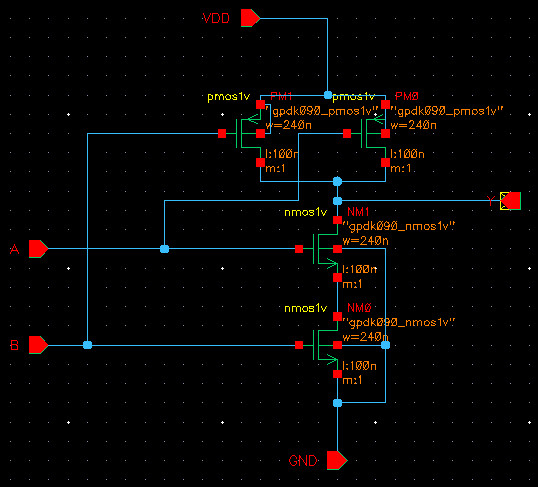 VDD
pmos1v PM1
"gpdk090_pmos1v"
w=240n
l:100n
m:1
pmos1v PM0
"gpdk090_pmos1v"
w=240n
l:100n
m:1
Y
nmos1v NM1
"gpdk090_nmos1v"
w=240n
l:100n
m:1
A
nmos1v NM0
"gpdk090_nmos1v"
w=240n
l:100n
m:1
B
GND